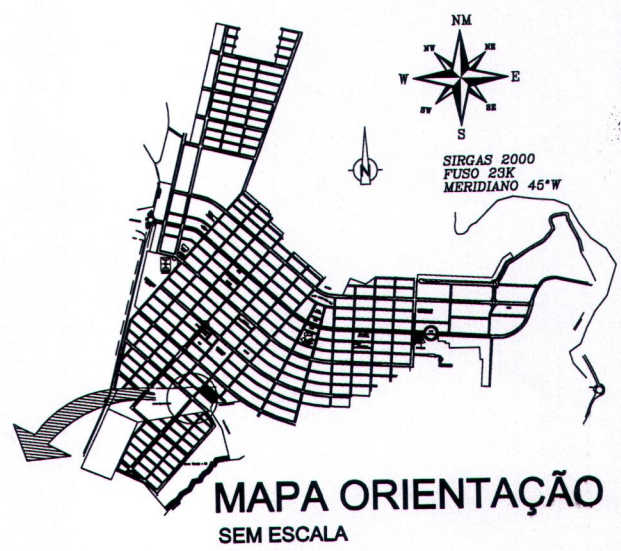 NM
NW NE
W E
SW SE
S
N
SIRGAS 2000
FUSO 23K
MERIDIANO 45°W
MAPA ORIENTAÇÃO
SEM ESCALA